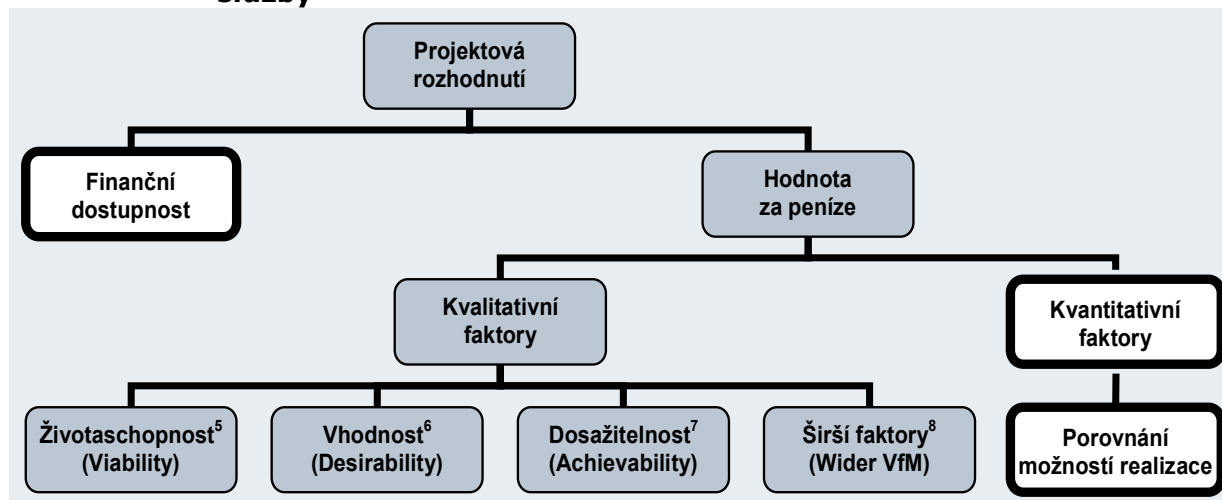 služby
Projektová
rozhodnutí
Finanční
dostupnost
Hodnota
za peníze
Kvalitativní
faktory
Kvantitativní
faktory
Životaschopnost⁵
(Viability)
Vhodnost⁶
(Desirability)
Dosažitelnost⁷
(Achievability)
Širší faktory⁸
(Wider VfM)
Porovnání
možností realizace